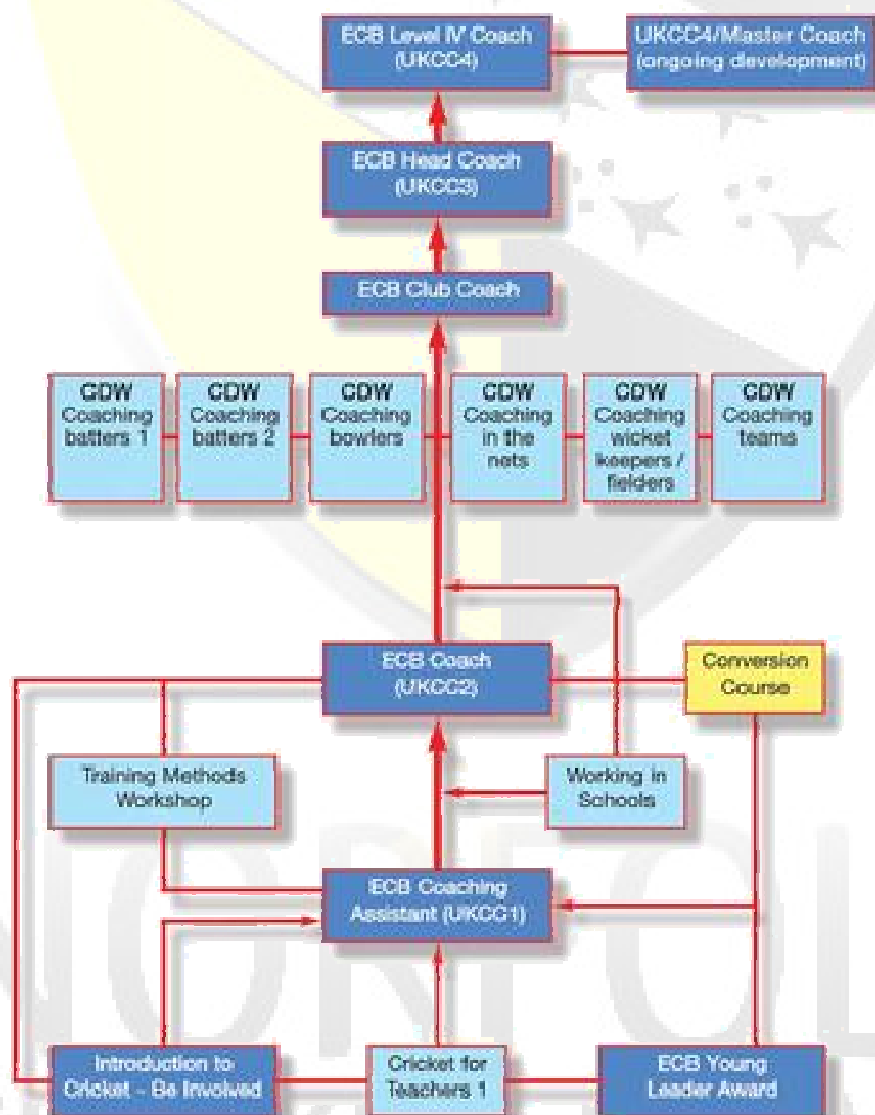 ECB Level IV Coach
(UKCC4)
UKCC4/Master Coach
(ongoing development)
ECB Head Coach
(UKCC3)
ECB Club Coach
CDW
Coaching
batters 1
CDW
Coaching
batters 2
CDW
Coaching
bowlers
CDW
Coaching
in the
nets
CDW
Coaching
wicket
keepers /
fielders
CDW
Coaching
teams
ECB Coach
(UKCC2)
Conversion
Course
Training Methods
Workshop
Working in
Schools
ECB Coaching
Assistant (UKCC1)
Introduction to
Cricket – Be Involved
Cricket for
Teachers 1
ECB Young
Leader Award
NORFOL